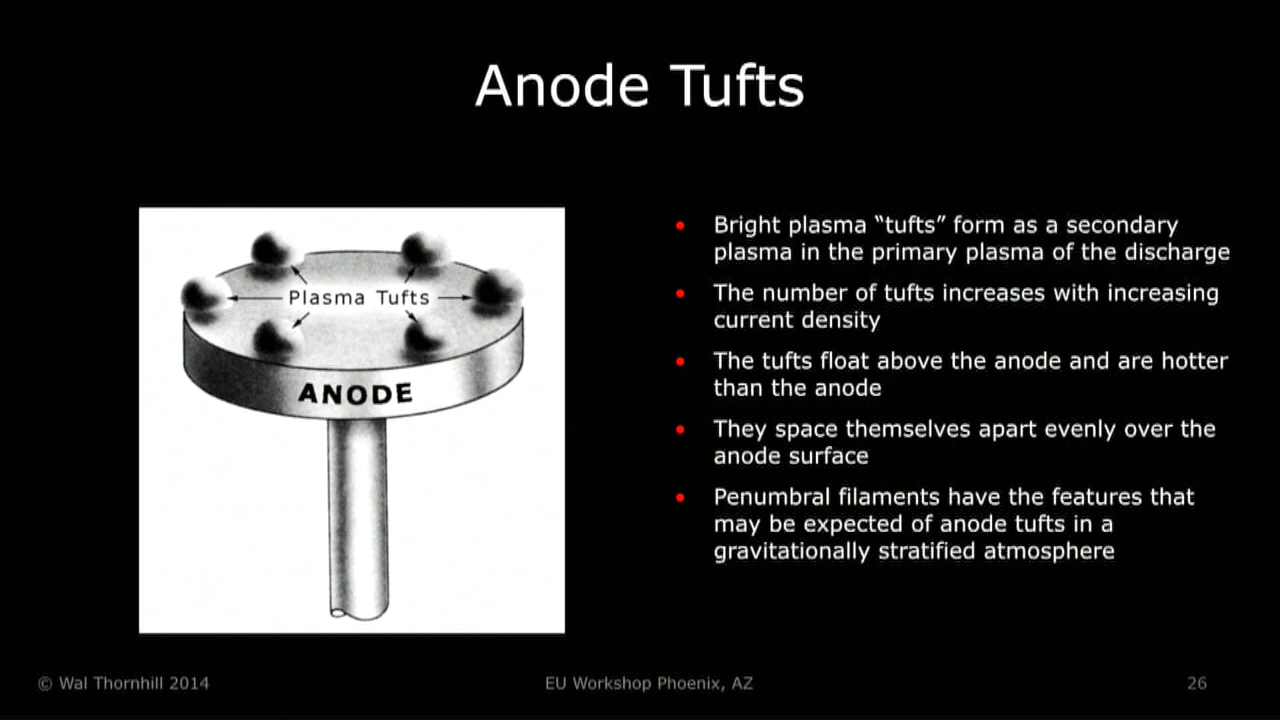 Anode Tufts
Plasma Tufts
ANODE
• Bright plasma “tufts” form as a secondary
plasma in the primary plasma of the discharge
• The number of tufts increases with increasing
current density
• The tufts float above the anode and are hotter
than the anode
• They space themselves apart evenly over the
anode surface
• Penumbral filaments have the features that
may be expected of anode tufts in a
gravitationally stratified atmosphere
© Wal Thornhill 2014
EU Workshop Phoenix, AZ
26